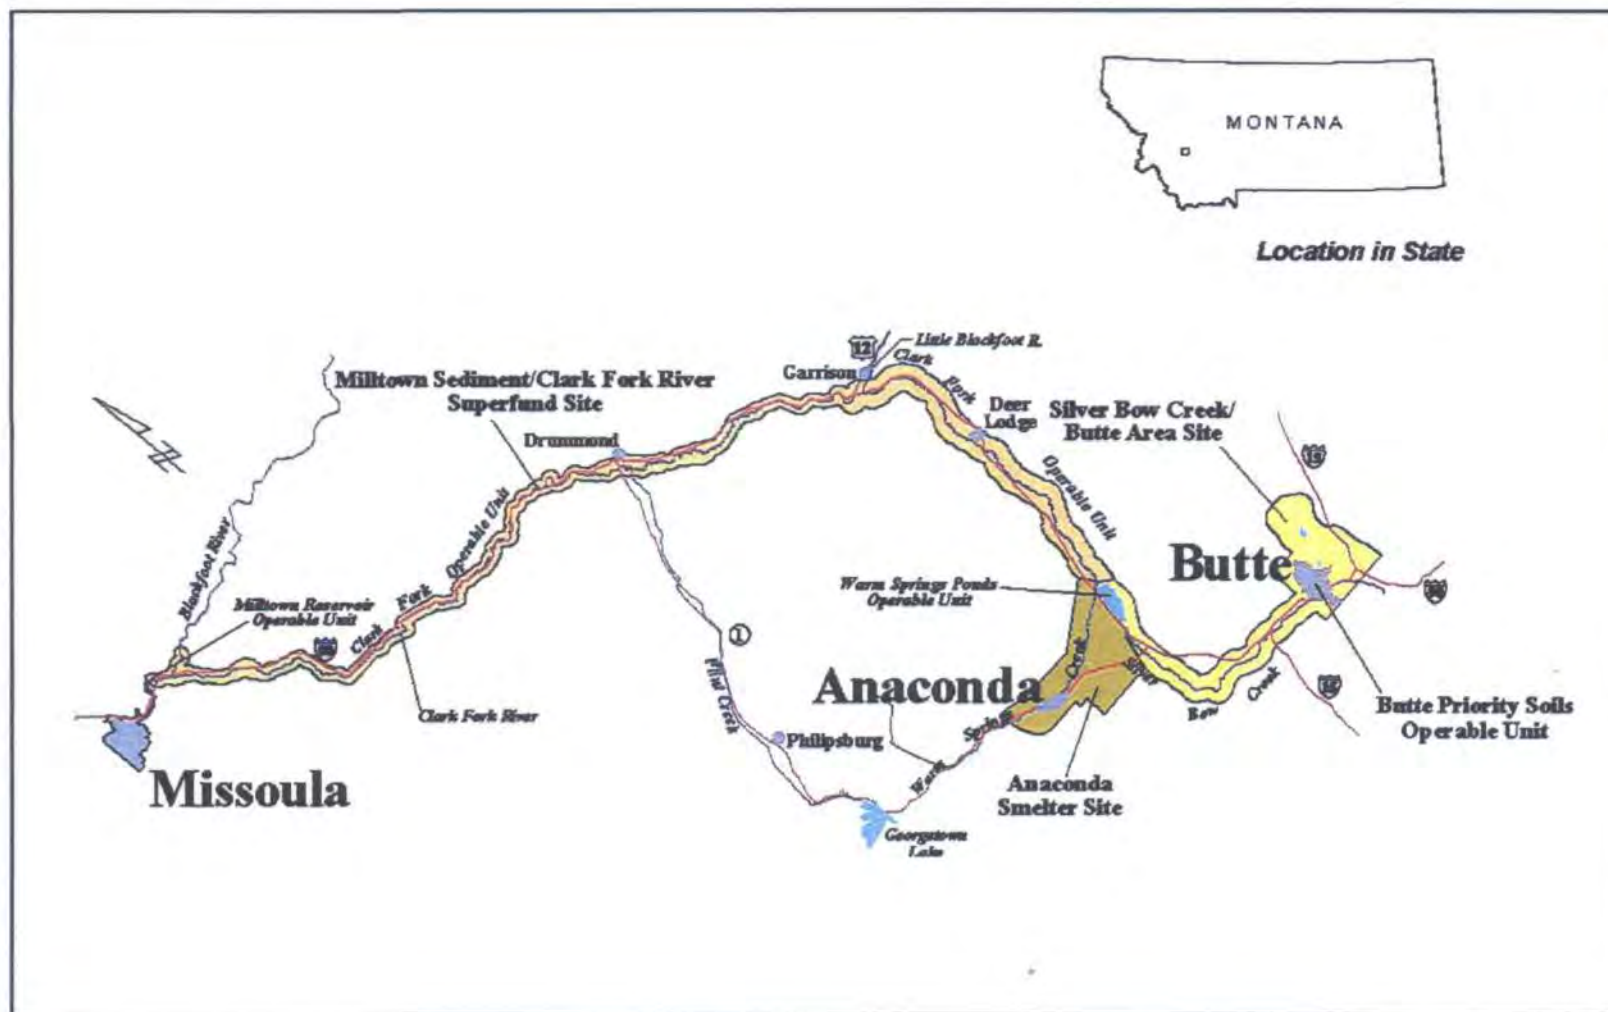 MONTANA
Location in State
12
Little Blackfoot R.
Garrison
Clark
Fork
Milltown Sediment/Clark Fork River
Superfund Site
Deer
Lodge
Silver Bow Creek/
Butte Area Site
Drummond
15
Operable Unit
Operable Unit
Blackfoot River
Butte
Warm Springs Ponds
Operable Unit
Milltown Reservoir
Operable Unit
Fork
Clark
90
1
Flint Creek
Creek
Anaconda
Silver
Bow
Creek
Butte Priority Soils
Operable Unit
Clark Fork River
Springs
Warm
Philipsburg
Missoula
Anaconda
Smelter Site
Georgetown
Lake